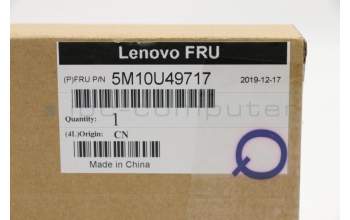 Lenovo FRU
(P)FRU P/N 5M10U49717 2019-12-17
Quantity: 1
(4L)Origin: CN
Made in China
Q